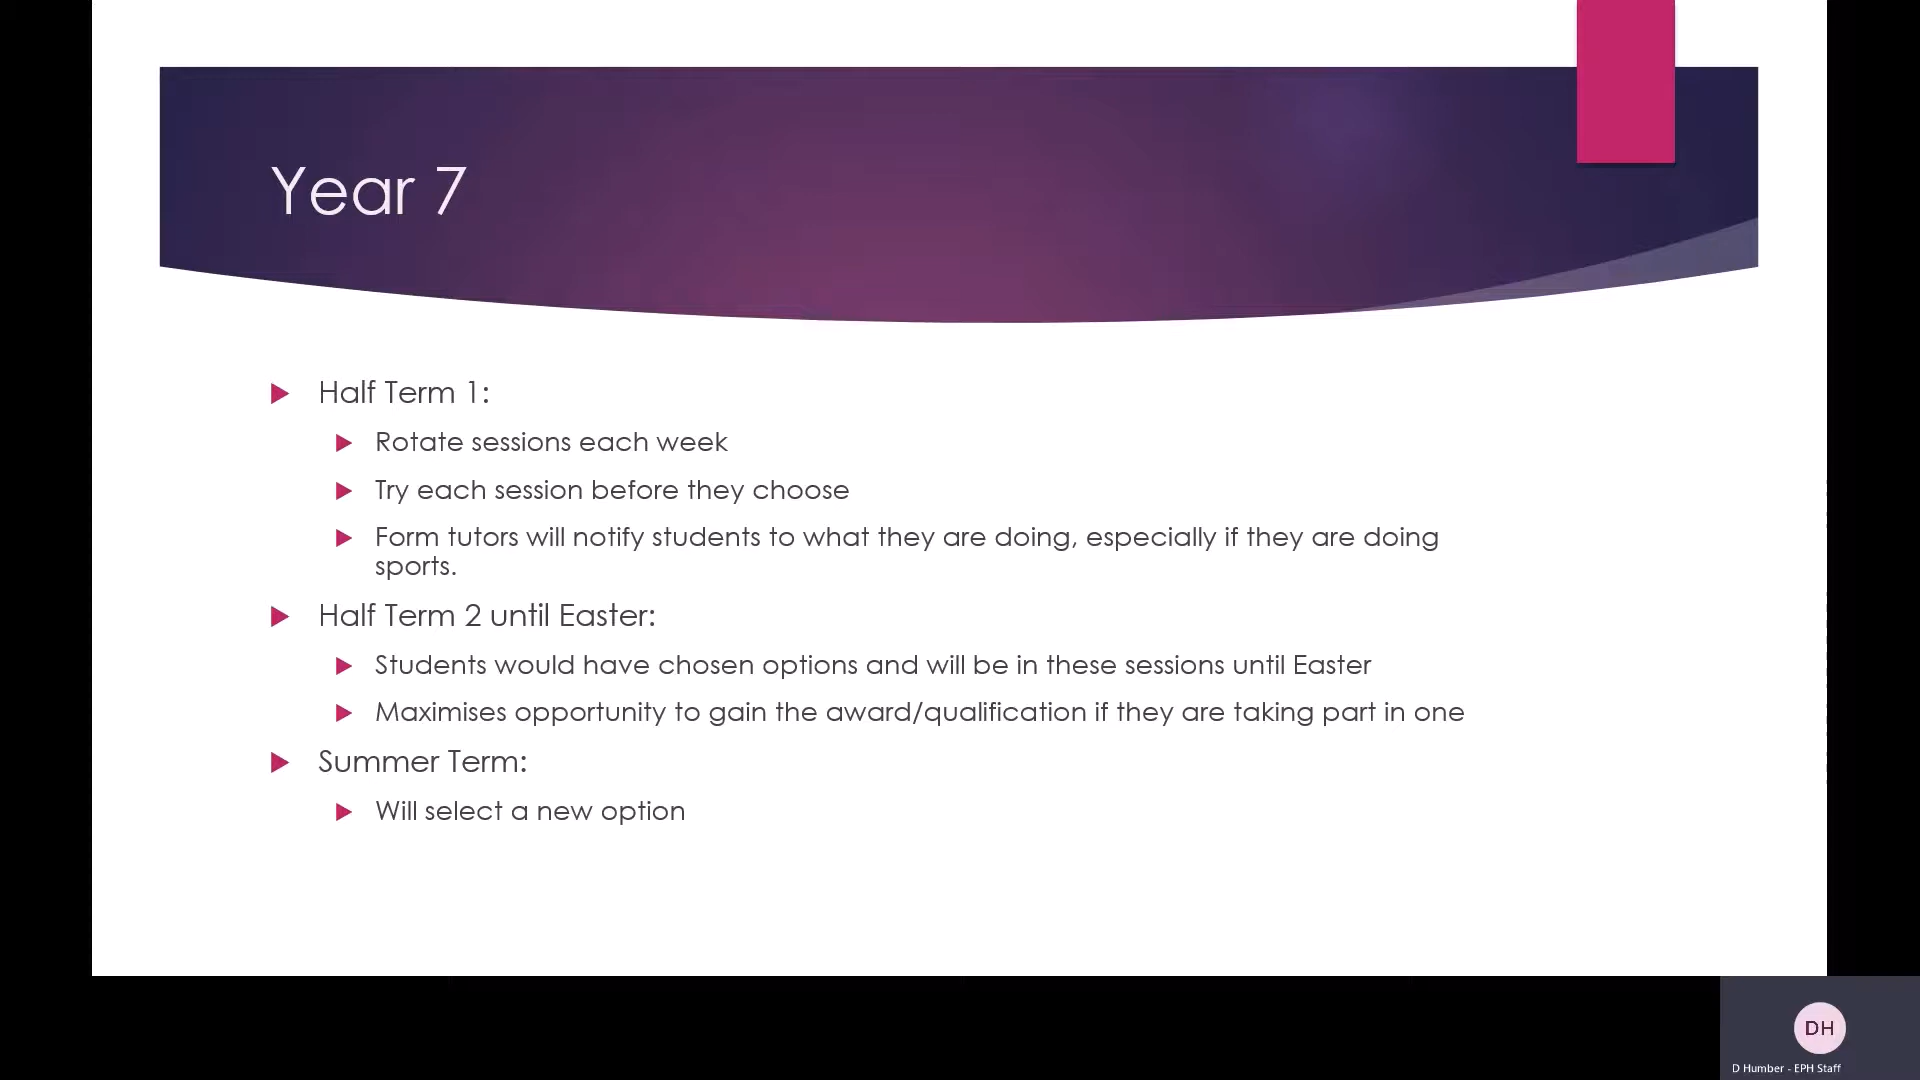 Year 7
Half Term 1:
Rotate sessions each week
Try each session before they choose
Form tutors will notify students to what they are doing, especially if they are doing
sports.
Half Term 2 until Easter:
Students would have chosen options and will be in these sessions until Easter
Maximises opportunity to gain the award/qualification if they are taking part in one
Summer Term:
Will select a new option
DH
D Humber - EPH Staff